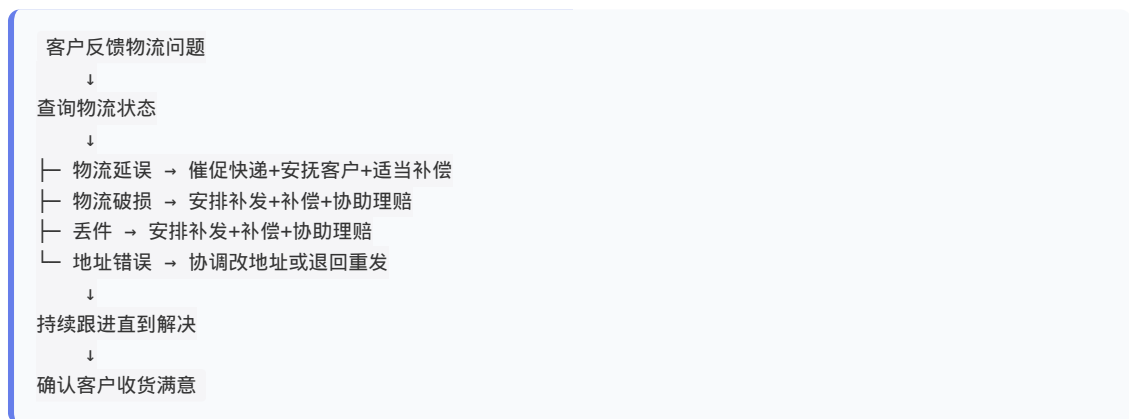 客户反馈物流问题
↓
查询物流状态
↓
├─ 物流延误 → 催促快递+安抚客户+适当补偿
├─ 物流破损 → 安排补发+补偿+协助理赔
├─ 丢件 → 安排补发+补偿+协助理赔
└─ 地址错误 → 协调改地址或退回重发
↓
持续跟进直到解决
↓
确认客户收货满意